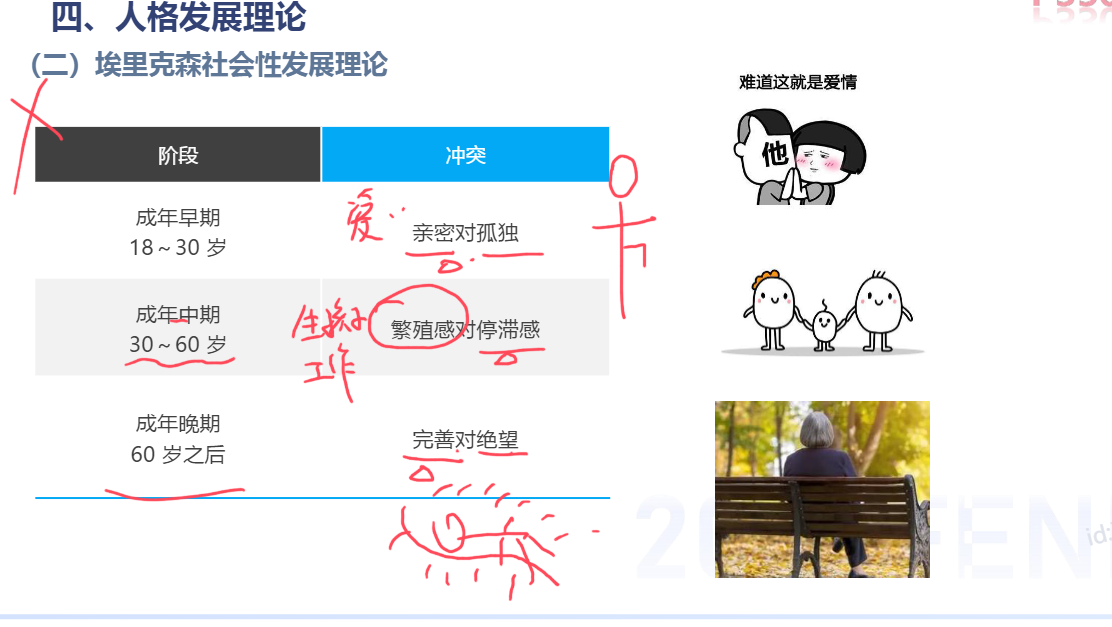 四、人格发展理论
(二）埃里克森社会性发展理论
难道这就是爱情
他
阶段
冲突
成年早期
18～30 岁
爱
亲密对孤独
成年中期
30～60 岁
生孩子
工作
繁殖感对停滞感
成年晚期
60 岁之后
完善对绝望
id: